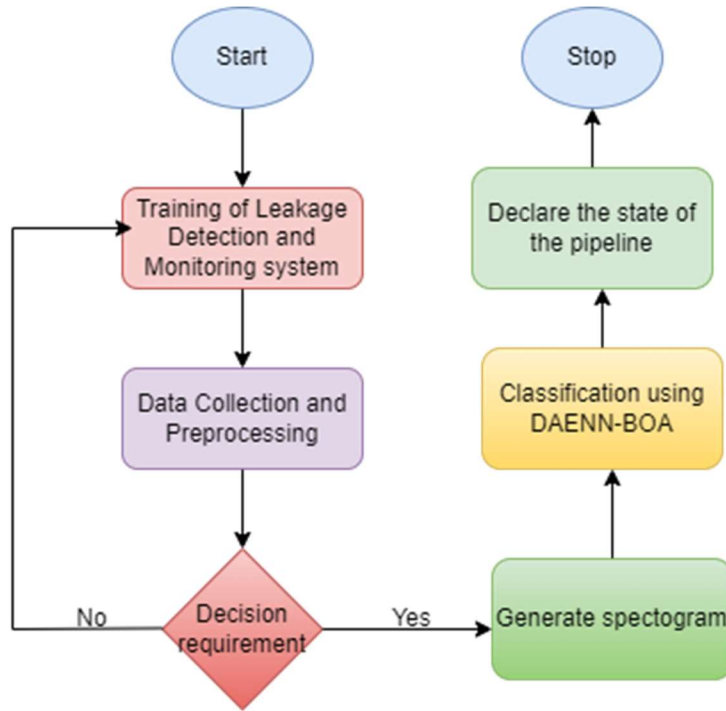 Start
Training of Leakage
Detection and
Monitoring system
Data Collection and
Preprocessing
Decision
requirement
No
Yes
Generate spectogram
Classification using
DAENN-BOA
Declare the state of
the pipeline
Stop